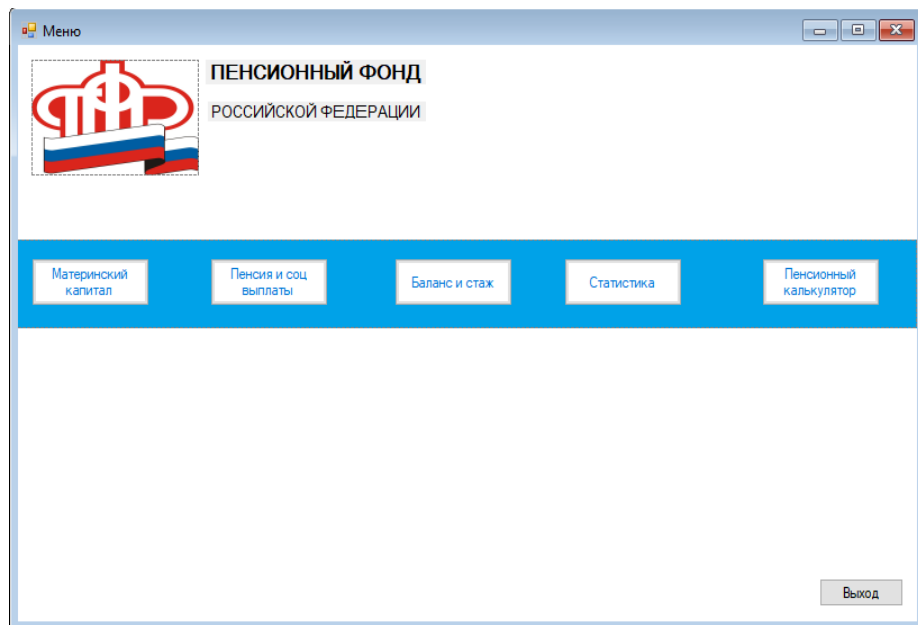 Меню
ПЕНСИОННЫЙ ФОНД
РОССИЙСКОЙ ФЕДЕРАЦИИ
Материнский
капитал
Пенсия и соц
выплаты
Баланс и стаж
Статистика
Пенсионный
калькулятор
Выход